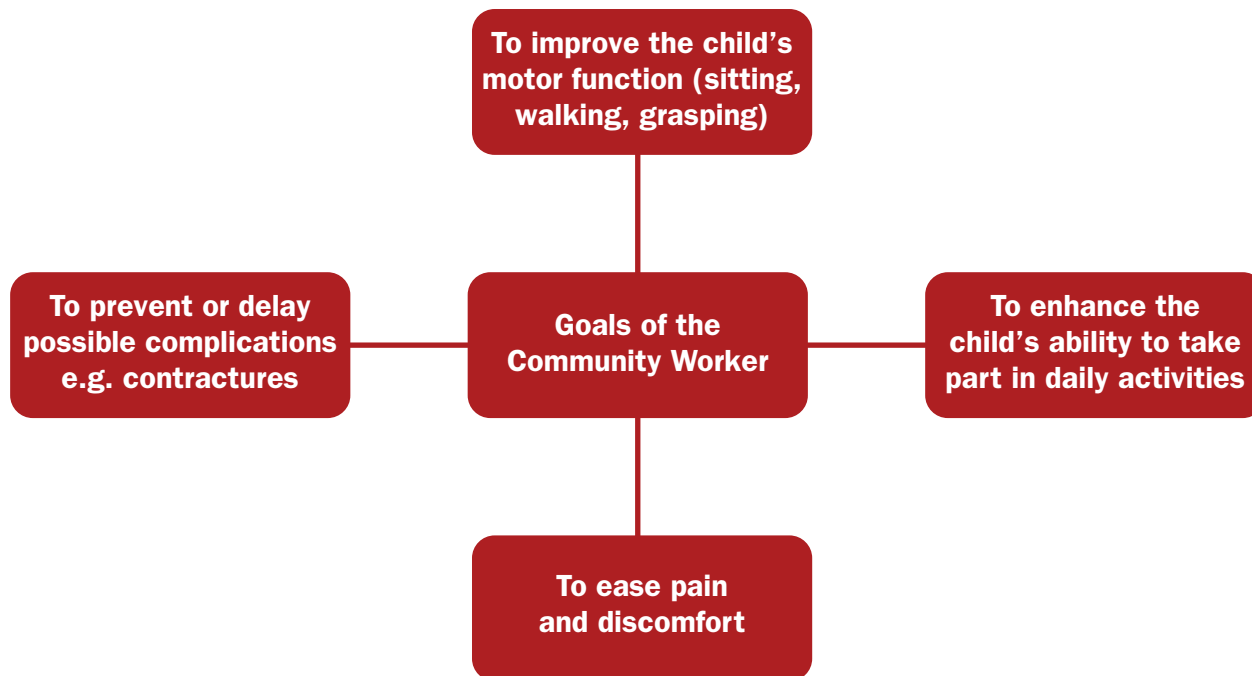 To improve the child’s
motor function (sitting,
walking, grasping)
To prevent or delay
possible complications
e.g. contractures
Goals of the
Community Worker
To enhance the
child’s ability to take
part in daily activities
To ease pain
and discomfort